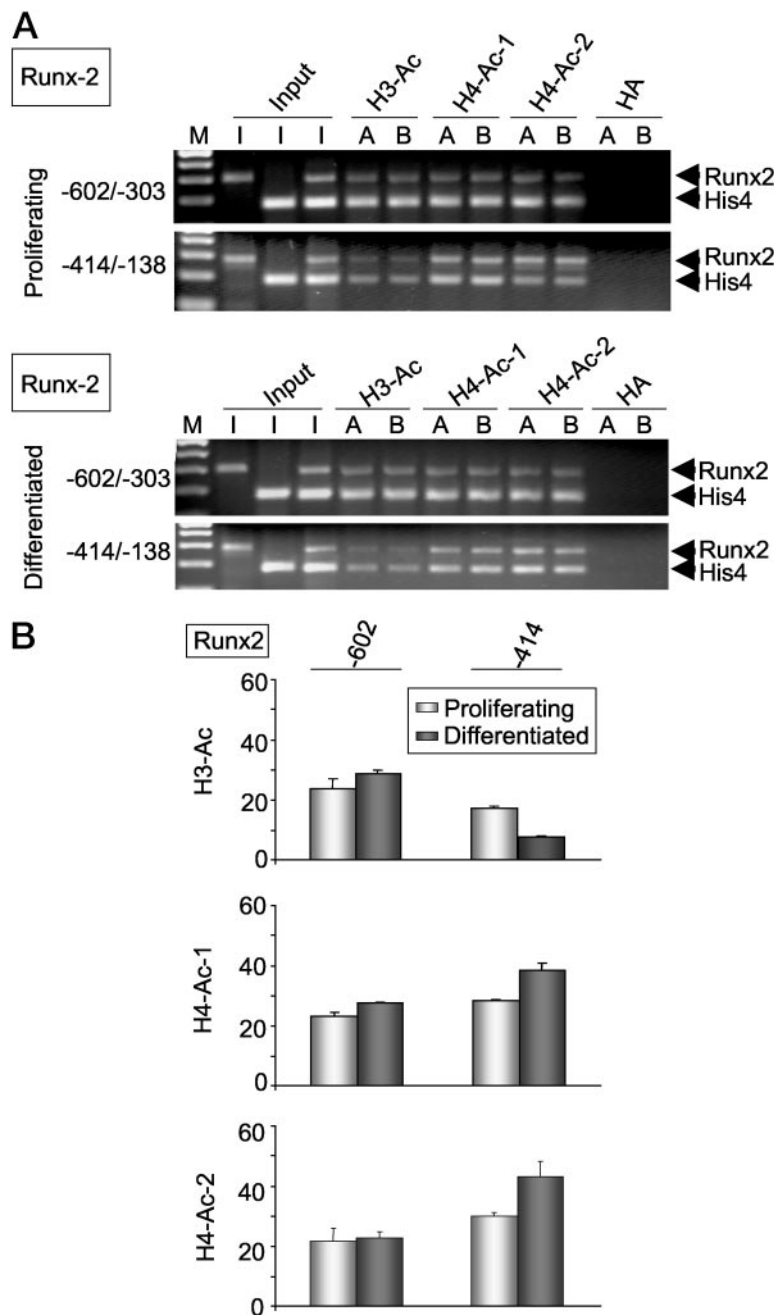 A
Runx-2
Input
H3-Ac
H4-Ac-1
H4-Ac-2
HA
M I I I A B A B A B A B
Proliferating
-602/-303
Runx2
His4
-414/-138
Runx2
His4
Runx-2
Input
H3-Ac
H4-Ac-1
H4-Ac-2
HA
M I I I A B A B A B A B
Differentiated
-602/-303
Runx2
His4
-414/-138
Runx2
His4
B
Runx2
-602
-414
Proliferating
Differentiated
H3-Ac
60
40
20
0
H4-Ac-1
60
40
20
0
H4-Ac-2
60
40
20
0